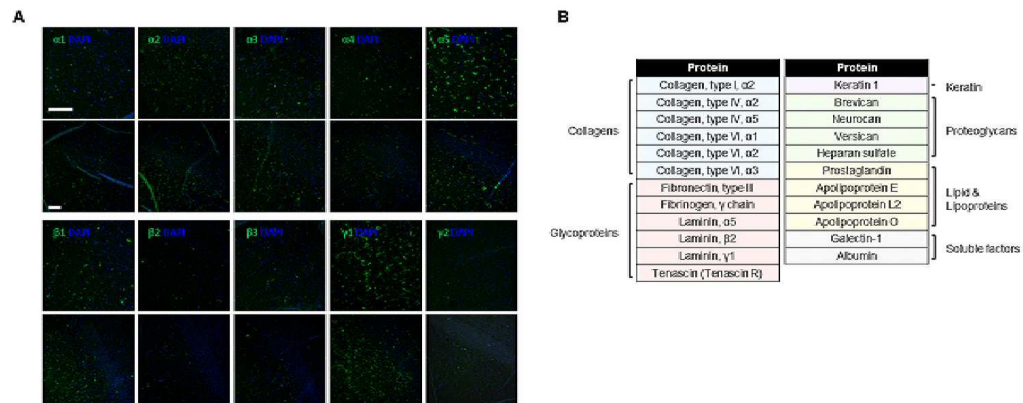 A
B
α1 DAPI
α2 DAPI
α3 DAPI
α4 DAPI
α5 DAPI
β1 DAPI
β2 DAPI
β3 DAPI
γ1 DAPI
γ2 DAPI
Protein
Collagens
Collagen, type I, α2
Collagen, type IV, α2
Collagen, type IV, α5
Collagen, type VI, α1
Collagen, type VI, α2
Collagen, type VI, α3
Glycoproteins
Fibronectin, type III
Fibrinogen, γ chain
Laminin, α5
Laminin, β2
Laminin, γ1
Tenascin (Tenascin R)
Protein
Keratin 1
Keratin
Brevican
Neurocan
Versican
Heparan sulfate
Proteoglycans
Prostaglandin
Apolipoprotein E
Apolipoprotein L2
Apolipoprotein O
Lipid &
Lipoproteins
Galectin-1
Albumin
Soluble factors